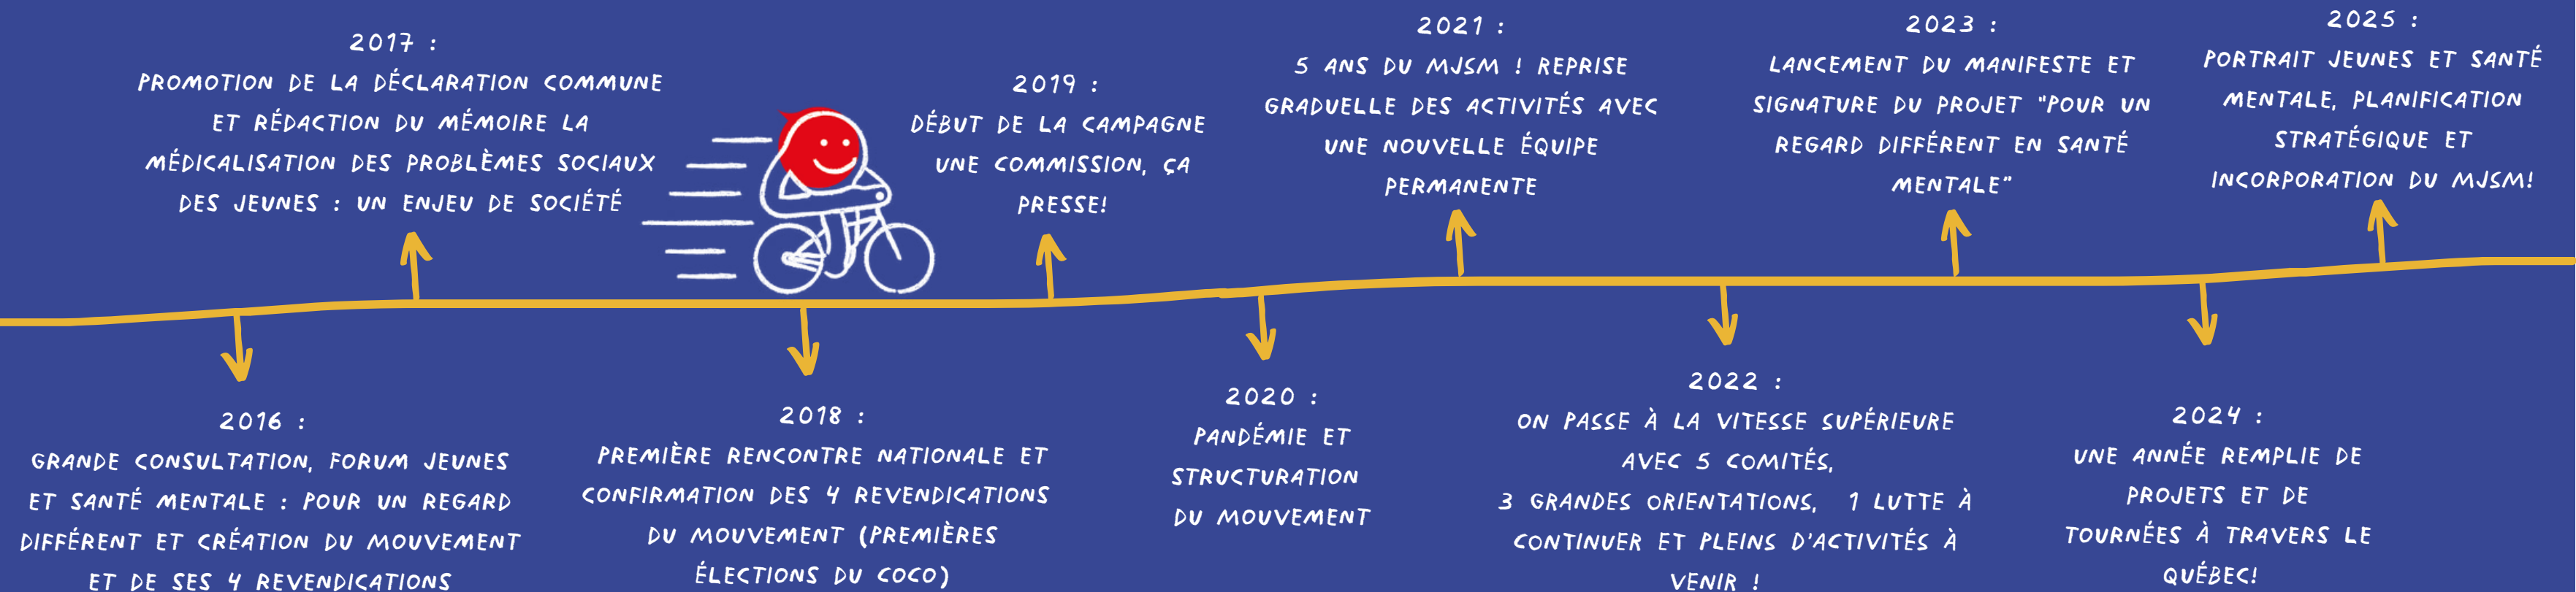 2016 :
GRANDE CONSULTATION, FORUM JEUNES
ET SANTÉ MENTALE : POUR UN REGARD
DIFFÉRENT ET CRÉATION DU MOUVEMENT
ET DE SES 4 REVENDICATIONS
2017 :
PROMOTION DE LA DÉCLARATION COMMUNE
ET RÉDACTION DU MÉMOIRE LA
MÉDICALISATION DES PROBLÈMES SOCIAUX
DES JEUNES : UN ENJEU DE SOCIÉTÉ
2018 :
PREMIÈRE RENCONTRE NATIONALE ET
CONFIRMATION DES 4 REVENDICATIONS
DU MOUVEMENT (PREMIÈRES
ÉLECTIONS DU COCO)
2019 :
DÉBUT DE LA CAMPAGNE
UNE COMMISSION, ÇA
PRESSE!
2020 :
PANDÉMIE ET
STRUCTURATION
DU MOUVEMENT
2021 :
5 ANS DU MJSM ! REPRISE
GRADUELLE DES ACTIVITÉS AVEC
UNE NOUVELLE ÉQUIPE
PERMANENTE
2022 :
ON PASSE À LA VITESSE SUPÉRIEURE
AVEC 5 COMITÉS,
3 GRANDES ORIENTATIONS, 1 LUTTE À
CONTINUER ET PLEINS D'ACTIVITÉS À
VENIR !
2023 :
LANCEMENT DU MANIFESTE ET
SIGNATURE DU PROJET "POUR UN
REGARD DIFFÉRENT EN SANTÉ
MENTALE"
2024 :
UNE ANNÉE REMPLIE DE
PROJETS ET DE
TOURNÉES À TRAVERS LE
QUÉBEC!
2025 :
PORTRAIT JEUNES ET SANTÉ
MENTALE, PLANIFICATION
STRATÉGIQUE ET
INCORPORATION DU MJSM!